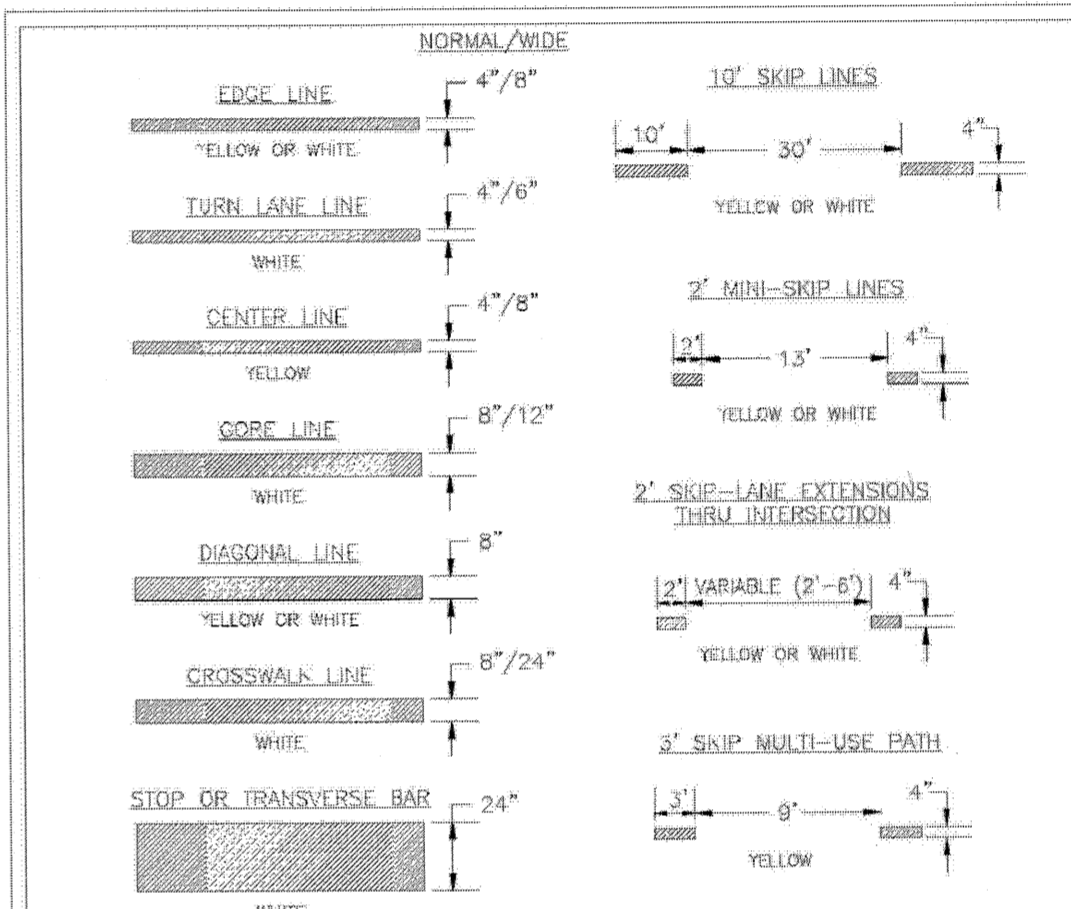 NORMAL/WIDE
EDGE LINE
4"/8"
YELLOW OR WHITE
TURN LANE LINE
4"/6"
WHITE
CENTER LINE
4"/8"
YELLOW
GORE LINE
8"/12"
WHITE
DIAGONAL LINE
8"
YELLOW OR WHITE
CROSSWALK LINE
8"/24"
WHITE
STOP OR TRANSVERSE BAR
24"
WHITE
10' SKIP LINES
10'
30'
4"
YELLOW OR WHITE
2' MINI-SKIP LINES
2'
13'
4"
YELLOW OR WHITE
2' SKIP-LANE EXTENSIONS
THRU INTERSECTION
2'
VARIABLE (2'-6')
4"
YELLOW OR WHITE
3' SKIP MULTI-USE PATH
3'
9'
4"
YELLOW